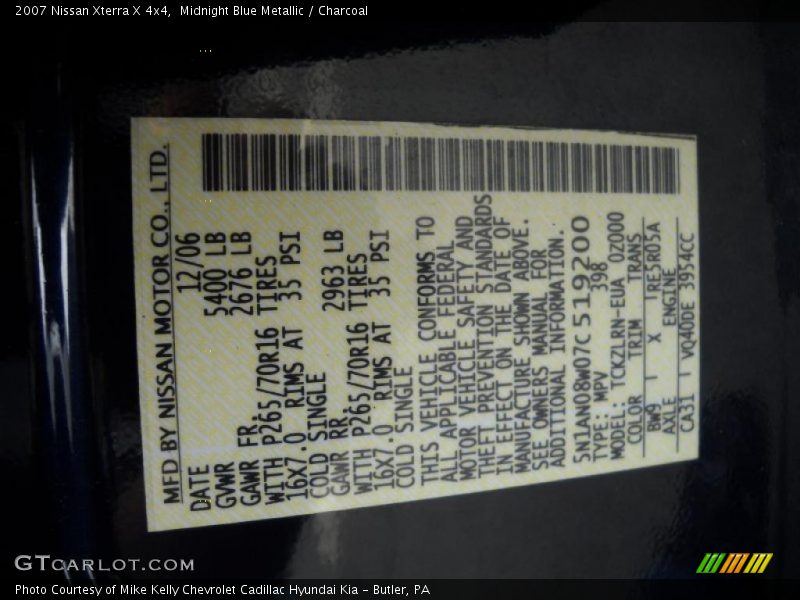 2007 Nissan Xterra X 4x4,  Midnight Blue Metallic / Charcoal
MFD BY NISSAN MOTOR CO., LTD.
DATE 12/06
GVWR 5400 LB
GAWR FR. 2676 LB
WITH P265/70R16 TIRES
16X7.0 RIMS AT 35 PSI
COLD SINGLE
GAWR RR. 2963 LB
WITH P265/70R16 TIRES
16X7.0 RIMS AT 35 PSI
COLD SINGLE
THIS VEHICLE CONFORMS TO
ALL APPLICABLE FEDERAL
MOTOR VEHICLE SAFETY AND
THEFT PREVENTION STANDARDS
IN EFFECT ON THE DATE OF
MANUFACTURE SHOWN ABOVE.
SEE OWNERS MANUAL FOR
ADDITIONAL INFORMATION.
5N1AN08W07C519200
TYPE: MPV 398
MODEL: TCKZLRN-EUA 0Z000
COLOR TRIM TRANS
BW9 X RE5R05A
AXLE ENGINE
CA31 VQ40DE 3954CC
GTCARLOT.COM
Photo Courtesy of Mike Kelly Chevrolet Cadillac Hyundai Kia - Butler, PA